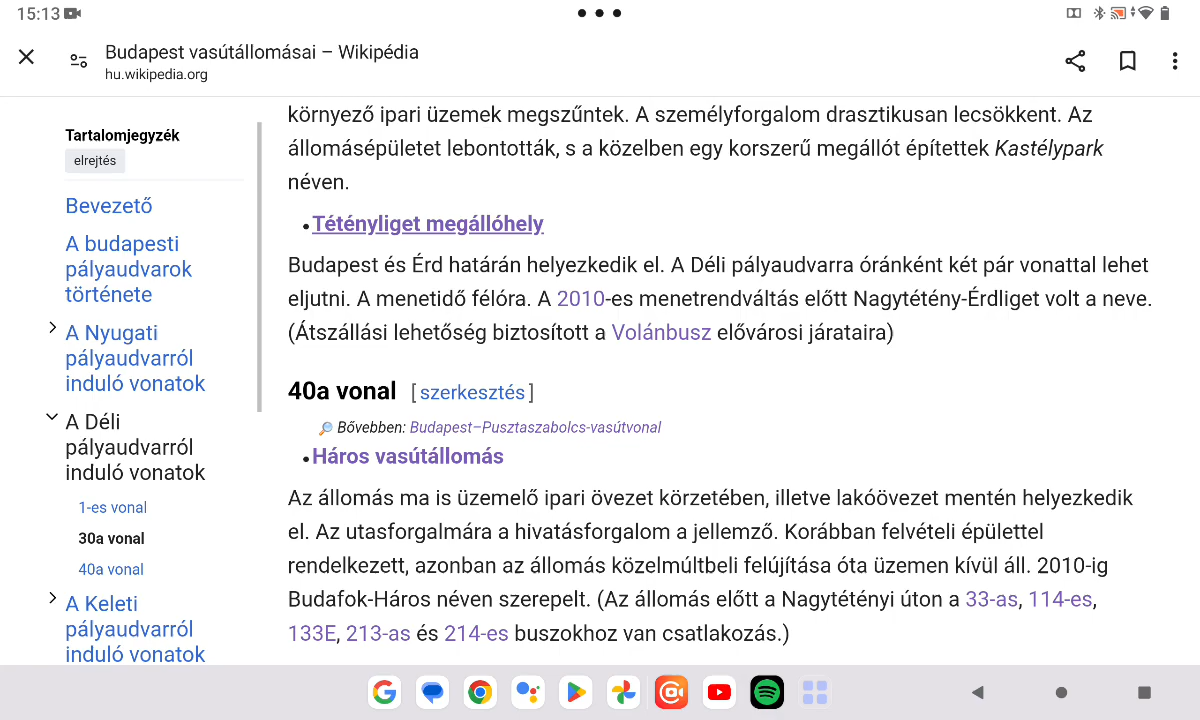 15:13
Budapest vasútállomásai – Wikipédia
hu.wikipedia.org
Tartalomjegyzék
elrejtés
Bevezető
A budapesti
pályaudvarok
története
A Nyugati
pályaudvarról
induló vonatok
A Déli
pályaudvarról
induló vonatok
1-es vonal
30a vonal
40a vonal
A Keleti
pályaudvarról
induló vonatok
környező ipari üzemek megszűntek. A személyforgalom drasztikusan lecsökkent. Az
állomásépületet lebontották, s a közelben egy korszerű megállót építettek Kastélypark
néven.
• Tétényliget megállóhely
Budapest és Érd határán helyezkedik el. A Déli pályaudvarra óránként két pár vonattal lehet
eljutni. A menetidő félóra. A 2010-es menetrendváltás előtt Nagytétény-Érdliget volt a neve.
(Átszállási lehetőség biztosított a Volánbusz elővárosi járataira)
40a vonal [szerkesztés]
Bővebben: Budapest–Pusztaszabolcs-vasútvonal
• Háros vasútállomás
Az állomás ma is üzemelő ipari övezet körzetében, illetve lakóövezet mentén helyezkedik
el. Az utasforgalmára a hivatásforgalom a jellemző. Korábban felvételi épülettel
rendelkezett, azonban az állomás közelmúltbeli felújítása óta üzemen kívül áll. 2010-ig
Budafok-Háros néven szerepelt. (Az állomás előtt a Nagytétényi úton a 33-as, 114-es,
133E, 213-as és 214-es buszokhoz van csatlakozás.)